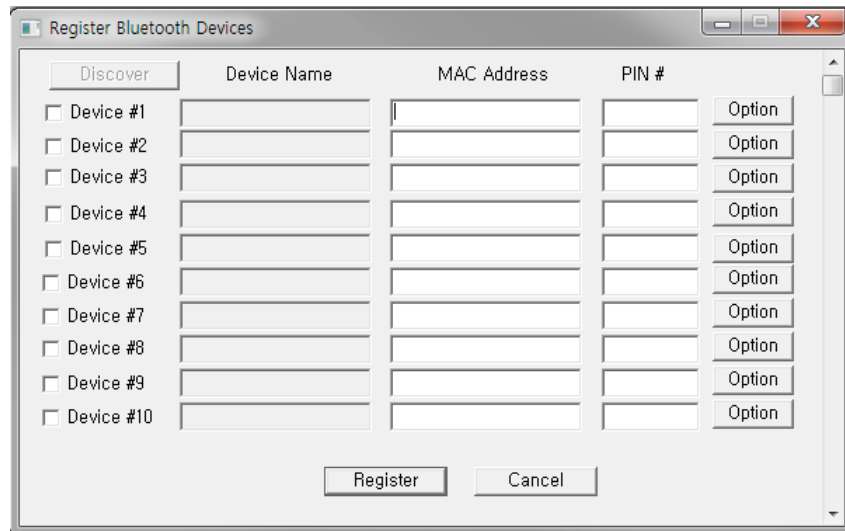 Register Bluetooth Devices
Discover Device Name MAC Address PIN #
Device #1 Option
Device #2 Option
Device #3 Option
Device #4 Option
Device #5 Option
Device #6 Option
Device #7 Option
Device #8 Option
Device #9 Option
Device #10 Option
Register Cancel